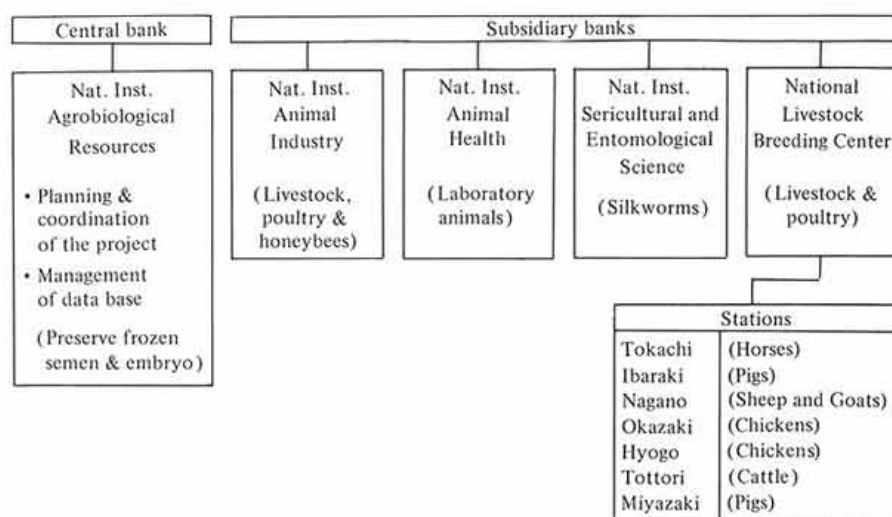 Central bank
Subsidiary banks
Nat. Inst.
Agrobiological
Resources
• Planning &
coordination
of the project
• Management
of data base
(Preserve frozen
semen & embryo)
Nat. Inst.
Animal
Industry
(Livestock,
poultry &
honeybees)
Nat. Inst.
Animal
Health
(Laboratory
animals)
Nat. Inst.
Sericultural and
Entomological
Science
(Silkworms)
National
Livestock
Breeding Center
(Livestock &
poultry)
Stations
Tokachi (Horses)
Ibaraki (Pigs)
Nagano (Sheep and Goats)
Okazaki (Chickens)
Hyogo (Chickens)
Tottori (Cattle)
Miyazaki (Pigs)